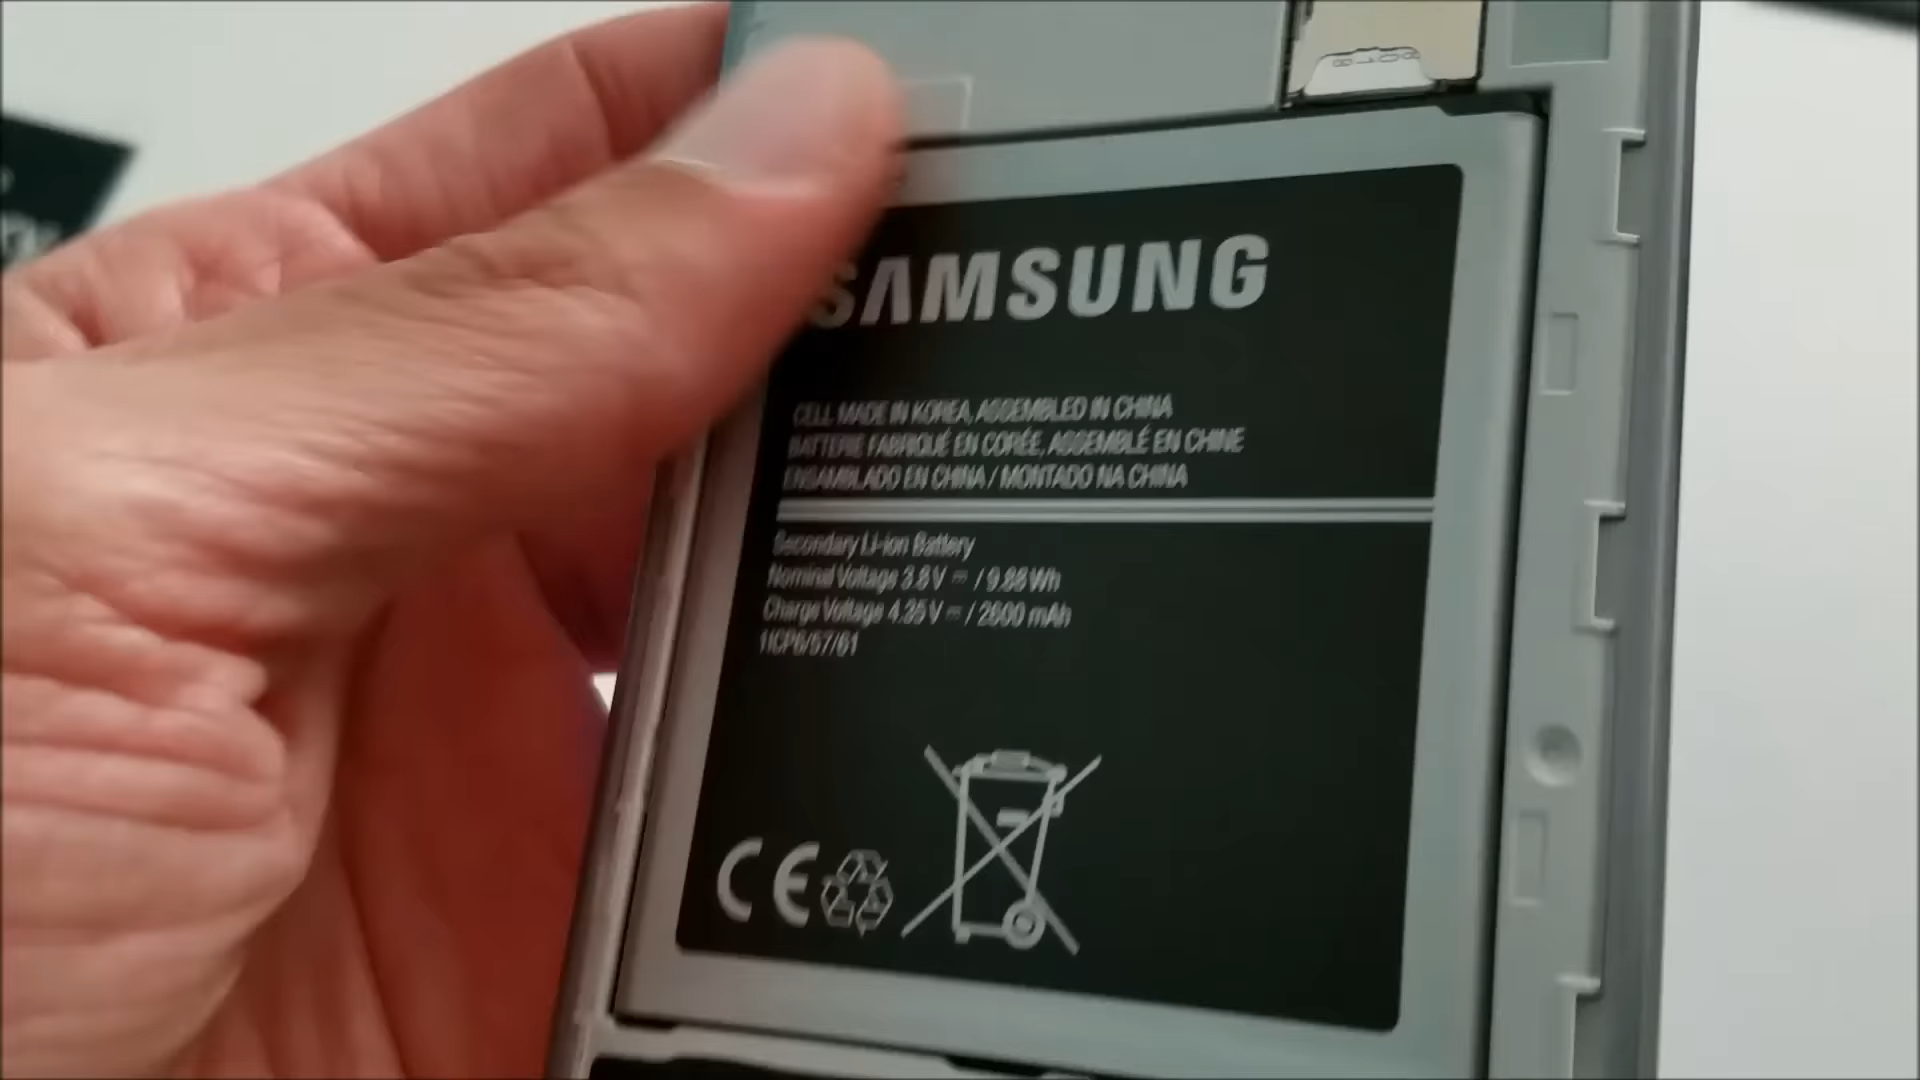 SAMSUNG
CELL MADE IN KOREA, ASSEMBLED IN CHINA
BATTERIE FABRIQUÉ EN CORÉE, ASSEMBLÉ EN CHINE
ENSAMBLADO EN CHINA / MONTADO NA CHINA
Secondary Li-ion Battery
Nominal Voltage 3.8 V ⎓ / 9.88 Wh
Charge Voltage 4.35 V ⎓ / 2600 mAh
1ICP6/57/61
CE